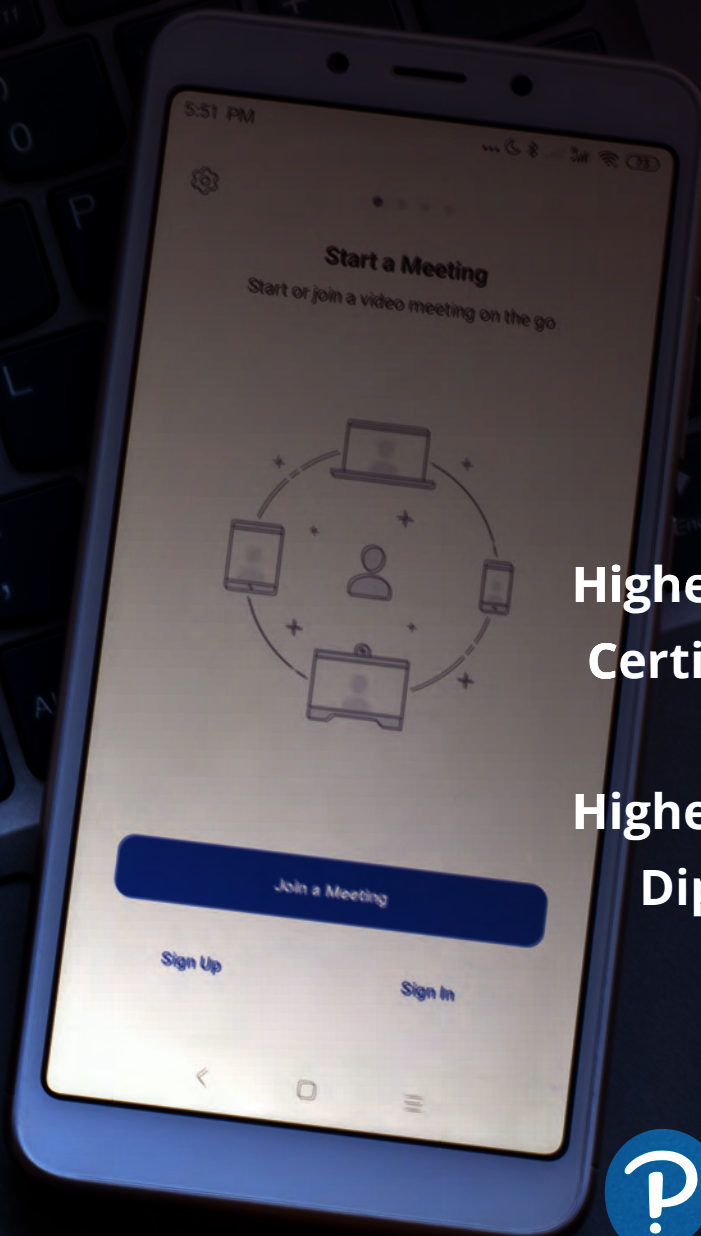 5:51 PM
Start a Meeting
Start or join a video meeting on the go
Highe
Certi
Highe
Dip
Join a Meeting
Sign Up
Sign In
0
P
L